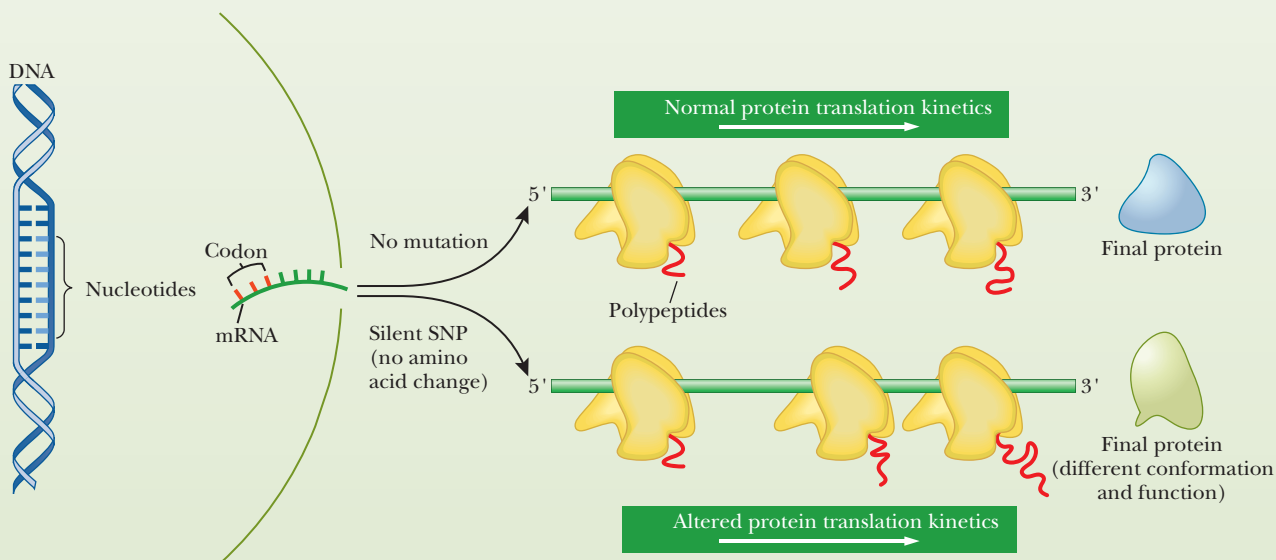 DNA
Nucleotides
Codon
mRNA
No mutation
Silent SNP
(no amino
acid change)
Normal protein translation kinetics
5'
3'
Polypeptides
Final protein
5'
3'
Final protein
(different conformation
and function)
Altered protein translation kinetics